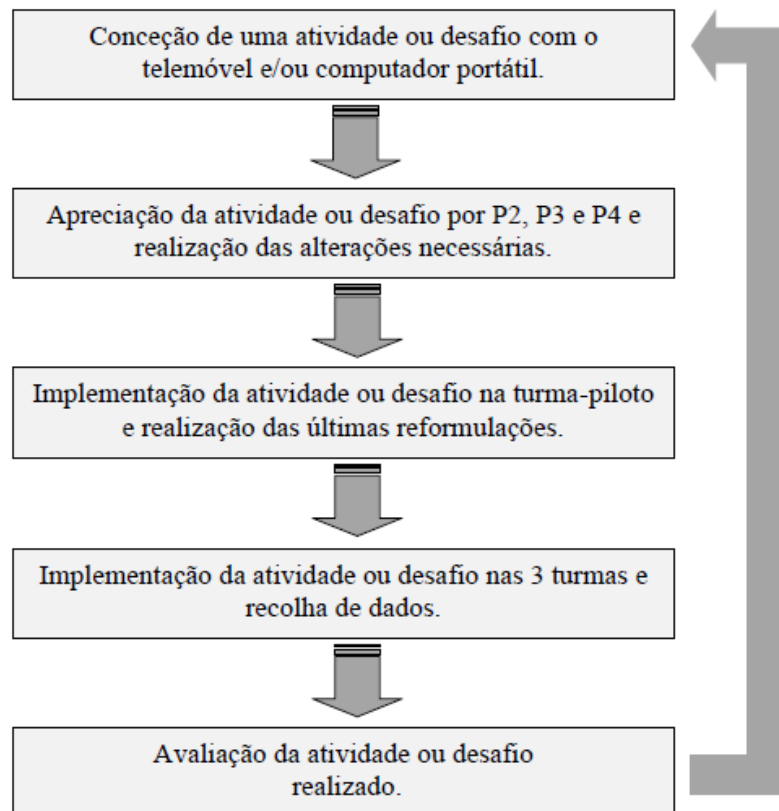 Conceção de uma atividade ou desafio com o
telemóvel e/ou computador portátil.
Apreciação da atividade ou desafio por P2, P3 e P4 e
realização das alterações necessárias.
Implementação da atividade ou desafio na turma-piloto
e realização das últimas reformulações.
Implementação da atividade ou desafio nas 3 turmas e
recolha de dados.
Avaliação da atividade ou desafio
realizado.